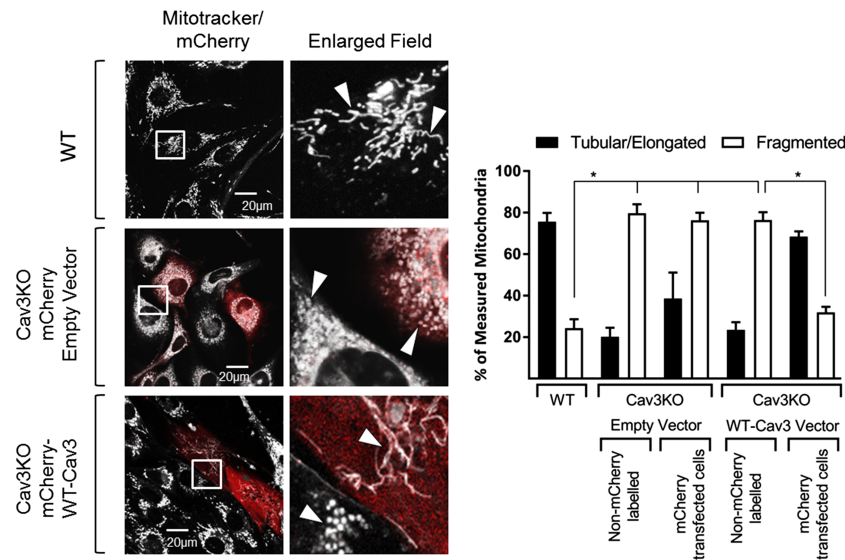 Mitotracker/
mCherry
Enlarged Field
WT
20µm
Cav3KO
mCherry
Empty Vector
20µm
Cav3KO
mCherry-
WT-Cav3
20µm
Tubular/Elongated
Fragmented
% of Measured Mitochondria
100
80
60
40
20
*
*
WT
Cav3KO
Cav3KO
Empty Vector
WT-Cav3 Vector
Non-mCherry
labelled
mCherry
transfected cells
Non-mCherry
labelled
mCherry
transfected cells